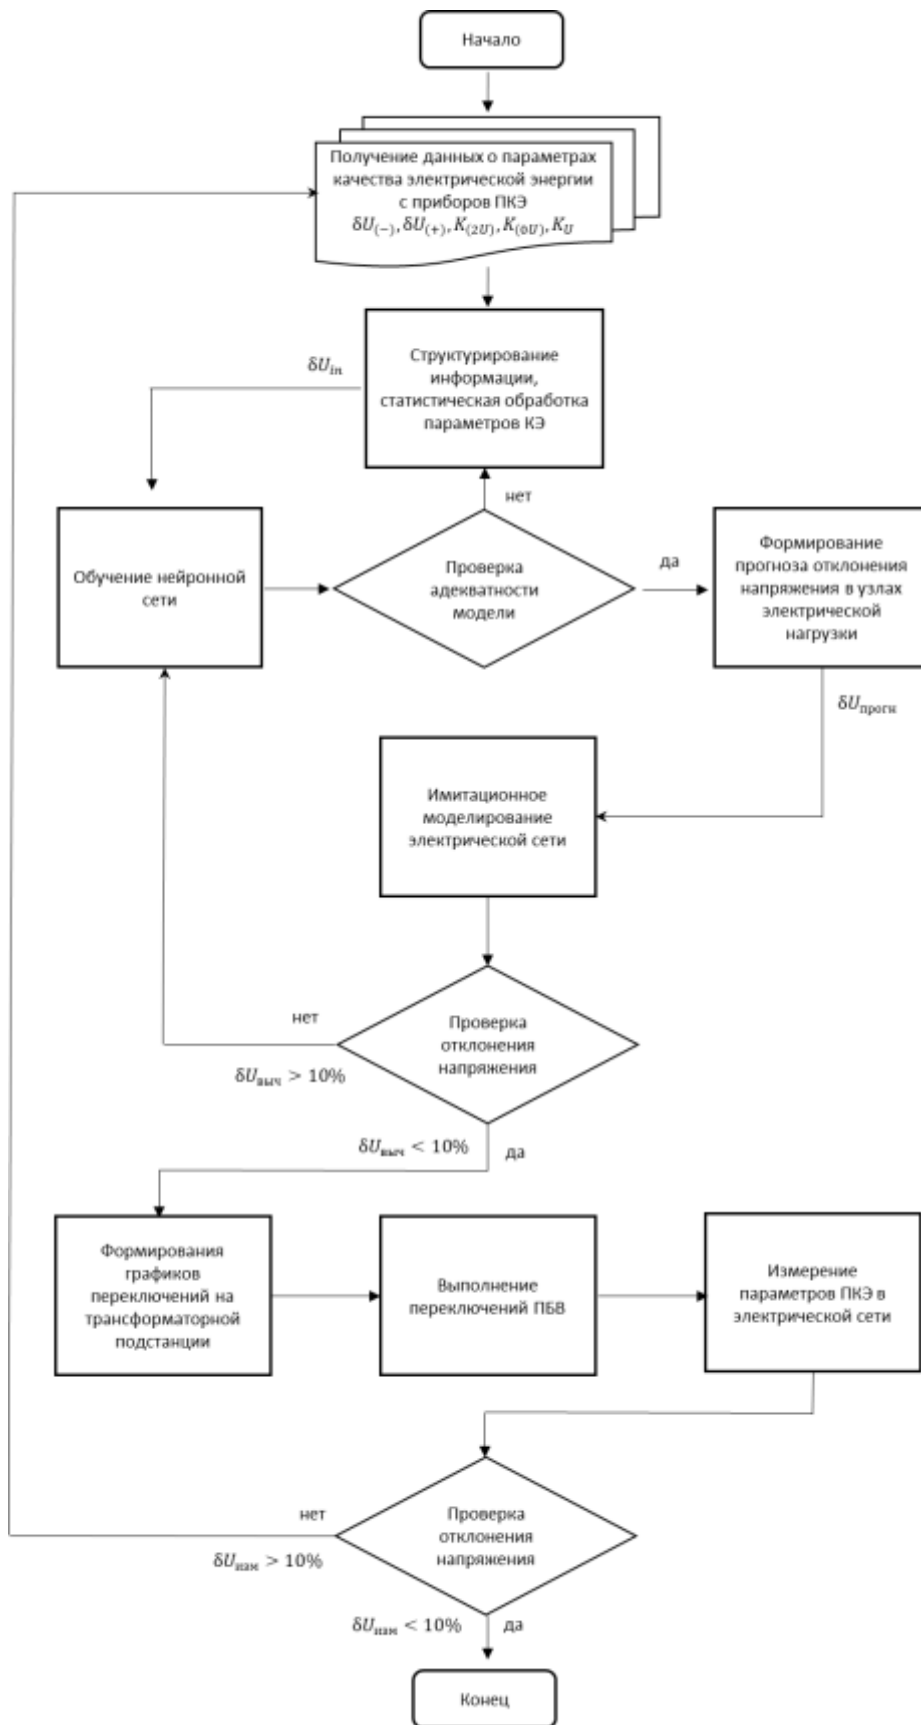 Начало
Получение данных о параметрах
качества электрической энергии
с приборов ПКЭ
δU(−), δU(+), K(2U), K(0U), KU
Структурирование
информации,
статистическая обработка
параметров КЭ
δUin
нет
Обучение нейронной
сети
Проверка
адекватности
модели
да
Формирование
прогноза отклонения
напряжения в узлах
электрической
нагрузки
δUпрогн
Имитационное
моделирование
электрической сети
нет
Проверка
отклонения
напряжения
δUвыч > 10%
δUвыч < 10%
да
Формирования
графиков
переключений на
трансформаторной
подстанции
Выполнение
переключений ПБВ
Измерение
параметров ПКЭ в
электрической сети
нет
Проверка
отклонения
напряжения
δUизм > 10%
δUизм < 10%
да
Конец